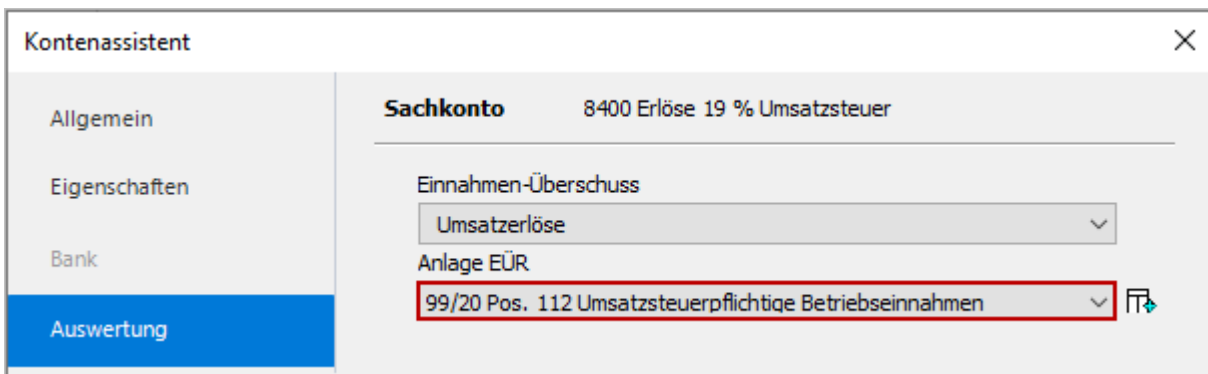 Kontenassistent
Allgemein
Eigenschaften
Bank
Auswertung
Sachkonto 8400 Erlöse 19 % Umsatzsteuer
Einnahmen-Überschuss
Umsatzerlöse
Anlage EÜR
99/20 Pos. 112 Umsatzsteuerpflichtige Betriebseinnahmen